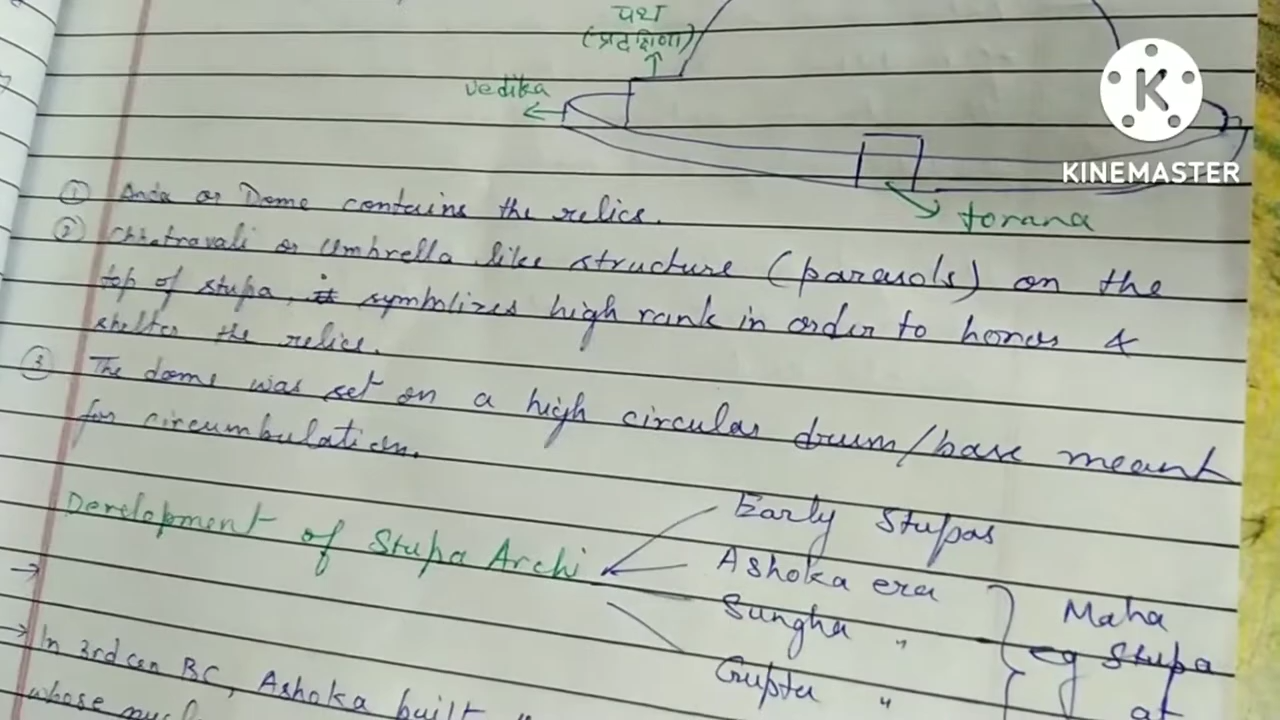 पथ
(प्रदक्षिणा)
vedika
torana
KINEMASTER
① Anda or Dome contains the relics.
② Chhatravali or Umbrella like structure (parasols) on the
top of stupa, it symbolizes high rank in order to honor &
shelter the relics.
③ The dome was set on a high circular drum/base meant
for circumbulation.
Development of Stupa Archi
Early Stupas
Ashoka era
Sungha "
Gupta "
Maha
eg Stupa
at
→
→ In 3rd cen BC, Ashoka built
whose